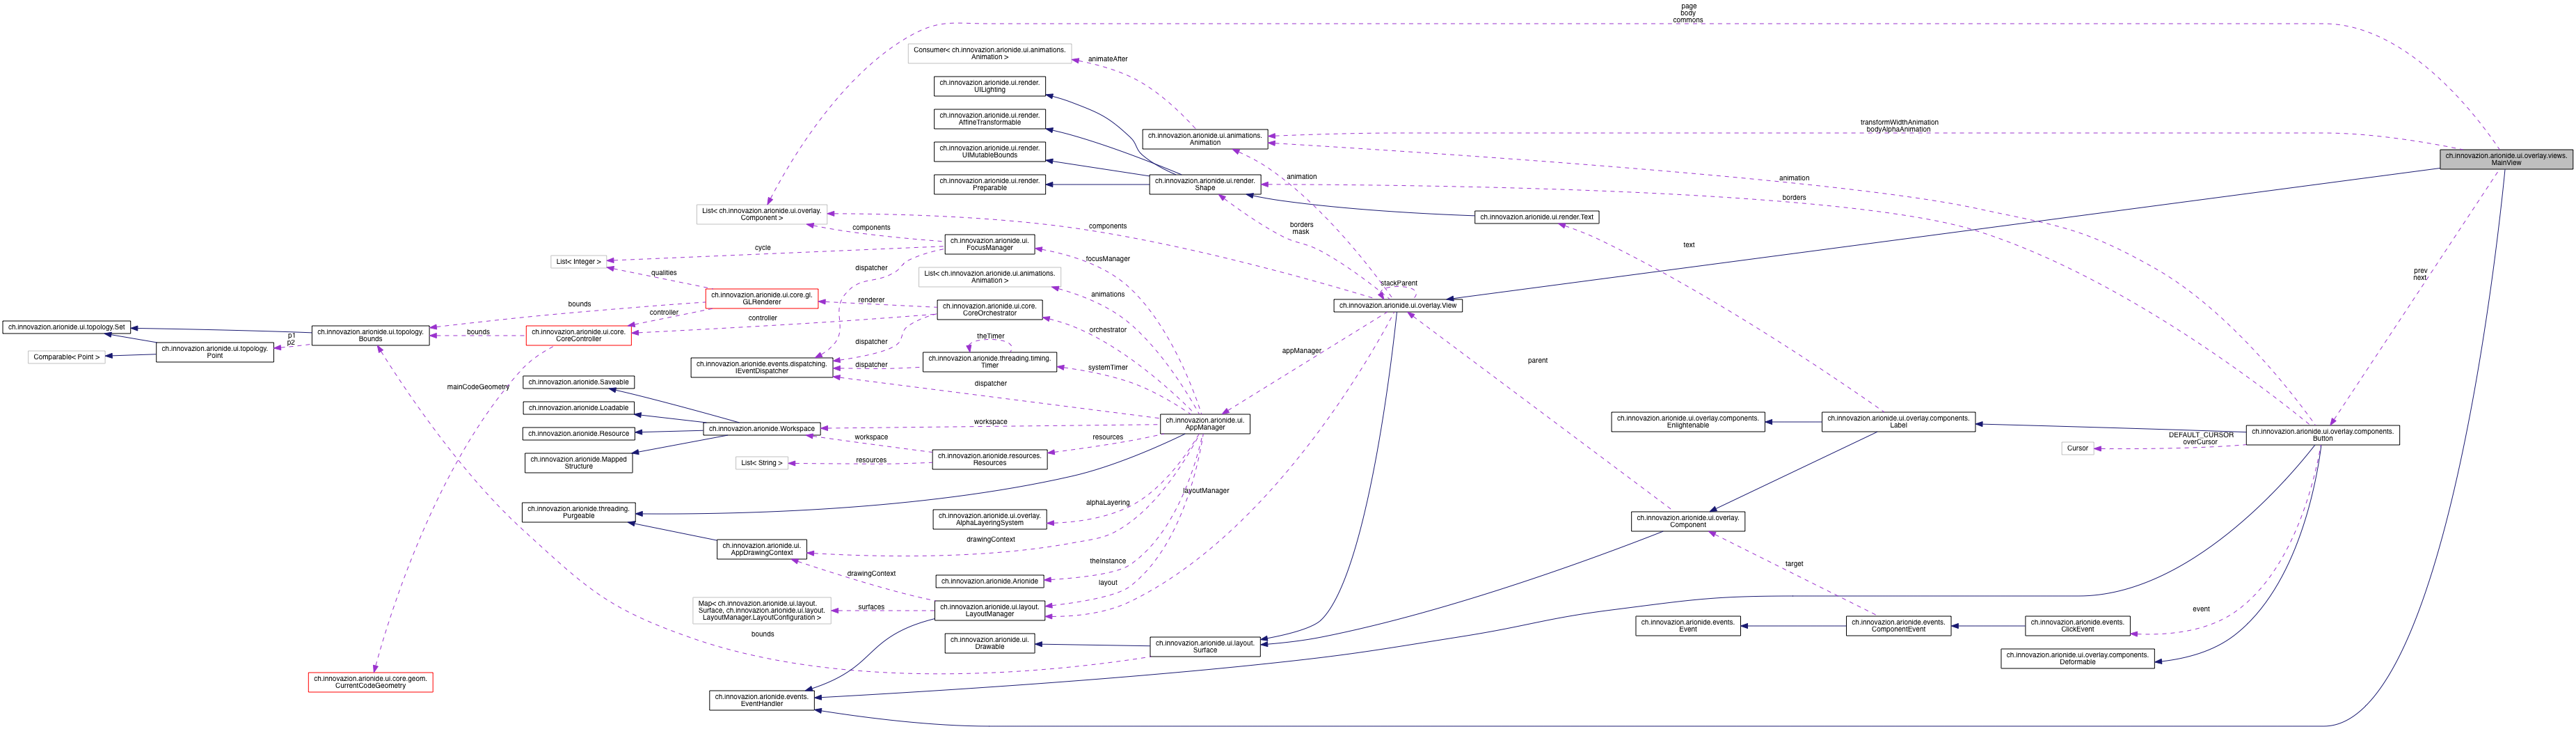 page
body
commons
Consumer< ch.innovazion.arionide.ui.animations.
Animation >
animateAfter
ch.innovazion.arionide.ui.render.
UILighting
ch.innovazion.arionide.ui.render.
AffineTransformable
ch.innovazion.arionide.ui.animations.
Animation
transformWidthAnimation
bodyAlphaAnimation
ch.innovazion.arionide.ui.render.
UIMutableBounds
ch.innovazion.arionide.ui.overlay.views.
MainView
ch.innovazion.arionide.ui.render.
Preparable
ch.innovazion.arionide.ui.render.
Shape
animation
animation
borders
List< ch.innovazion.arionide.ui.overlay.
Component >
components
components
borders
mask
ch.innovazion.arionide.ui.render.Text
text
ch.innovazion.arionide.ui.
FocusManager
cycle
List< Integer >
focusManager
dispatcher
qualities
List< ch.innovazion.arionide.ui.animations.
Animation >
prev
next
stackParent
ch.innovazion.arionide.ui.core.gl.
GLRenderer
renderer
animations
bounds
ch.innovazion.arionide.ui.core.
CoreOrchestrator
ch.innovazion.arionide.ui.overlay.View
controller
controller
ch.innovazion.arionide.ui.topology.Set
ch.innovazion.arionide.ui.topology.
Bounds
bounds
ch.innovazion.arionide.ui.core.
CoreController
orchestrator
p1
p2
theTimer
dispatcher
ch.innovazion.arionide.ui.topology.
Point
Comparable< Point >
ch.innovazion.arionide.events.dispatching.
IEventDispatcher
dispatcher
ch.innovazion.arionide.threading.timing.
Timer
systemTimer
appManager
parent
ch.innovazion.arionide.Saveable
mainCodeGeometry
dispatcher
ch.innovazion.arionide.Loadable
ch.innovazion.arionide.Workspace
workspace
ch.innovazion.arionide.ui.
AppManager
ch.innovazion.arionide.ui.overlay.components.
Enlightenable
ch.innovazion.arionide.ui.overlay.components.
Label
ch.innovazion.arionide.Resource
workspace
resources
DEFAULT_CURSOR
overCursor
Cursor
ch.innovazion.arionide.ui.overlay.components.
Button
ch.innovazion.arionide.Mapped
Structure
List< String >
resources
ch.innovazion.arionide.resources.
Resources
layoutManager
alphaLayering
ch.innovazion.arionide.threading.
Purgeable
ch.innovazion.arionide.ui.overlay.
AlphaLayeringSystem
ch.innovazion.arionide.ui.overlay.
Component
ch.innovazion.arionide.ui.
AppDrawingContext
drawingContext
drawingContext
theInstance
target
ch.innovazion.arionide.Arionide
layout
Map< ch.innovazion.arionide.ui.layout.
Surface, ch.innovazion.arionide.ui.layout.
LayoutManager.LayoutConfiguration >
surfaces
ch.innovazion.arionide.ui.layout.
LayoutManager
event
ch.innovazion.arionide.events.
Event
ch.innovazion.arionide.events.
ComponentEvent
ch.innovazion.arionide.events.
ClickEvent
bounds
ch.innovazion.arionide.ui.
Drawable
ch.innovazion.arionide.ui.layout.
Surface
ch.innovazion.arionide.ui.overlay.components.
Deformable
ch.innovazion.arionide.ui.core.geom.
CurrentCodeGeometry
ch.innovazion.arionide.events.
EventHandler